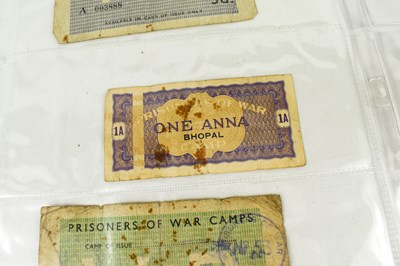 A 003888
AVAILABLE IN CAMP OF ISSUE ONLY
PRISONERS OF WAR
1A ONE ANNA 1A
BHOPAL
CAMP
PRISONERS OF WAR CAMPS
CAMP OF ISSUE
WAR